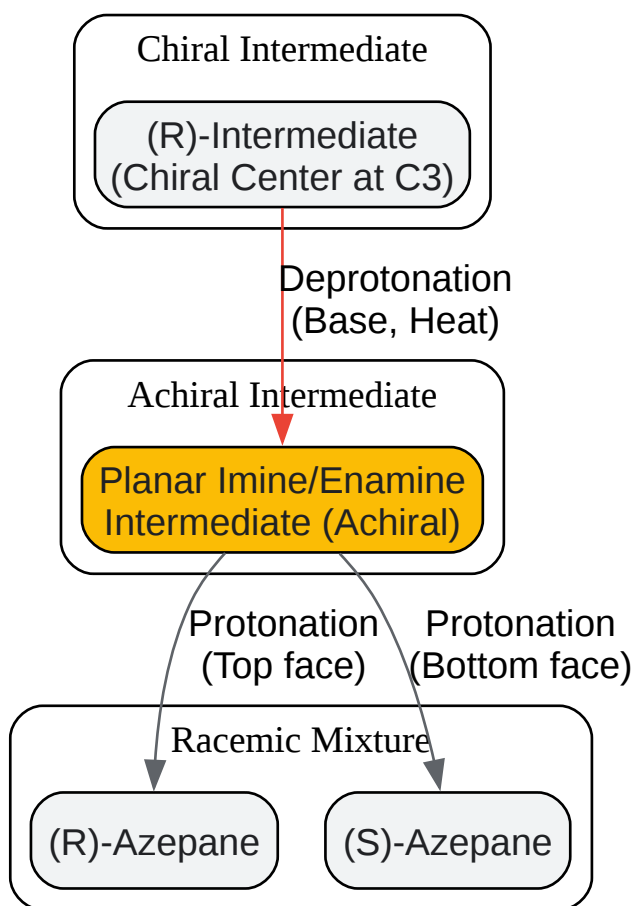 Chiral Intermediate
(R)-Intermediate
(Chiral Center at C3)
Deprotonation
(Base, Heat)
Achiral Intermediate
Planar Imine/Enamine
Intermediate (Achiral)
Protonation
(Top face)
Protonation
(Bottom face)
Racemic Mixture
(R)-Azepane
(S)-Azepane